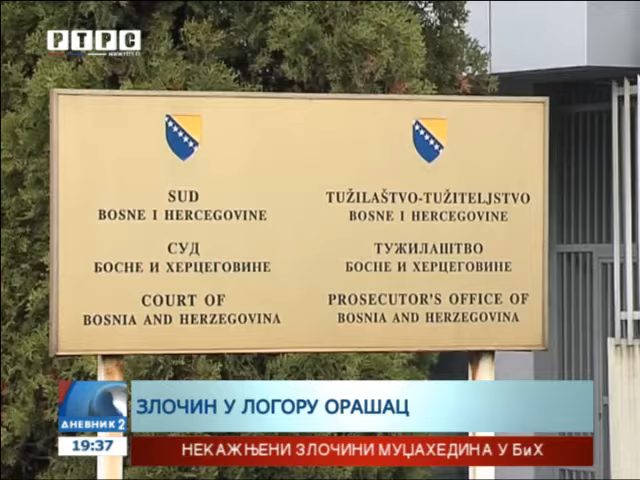 РТРС
SUD
BOSNE I HERCEGOVINE
СУД
БОСНЕ И ХЕРЦЕГОВИНЕ
COURT OF
BOSNIA AND HERZEGOVINA
TUŽILAŠTVO-TUŽITELJSTVO
BOSNE I HERCEGOVINE
ТУЖИЛАШТВО
БОСНЕ И ХЕРЦЕГОВИНЕ
PROSECUTOR'S OFFICE OF
BOSNIA AND HERZEGOVINA
ДНЕВНИК 2
ЗЛОЧИН У ЛОГОРУ ОРАШАЦ
19:37
НЕКАЖЊЕНИ ЗЛОЧИНИ МУЏАХЕДИНА У БиХ